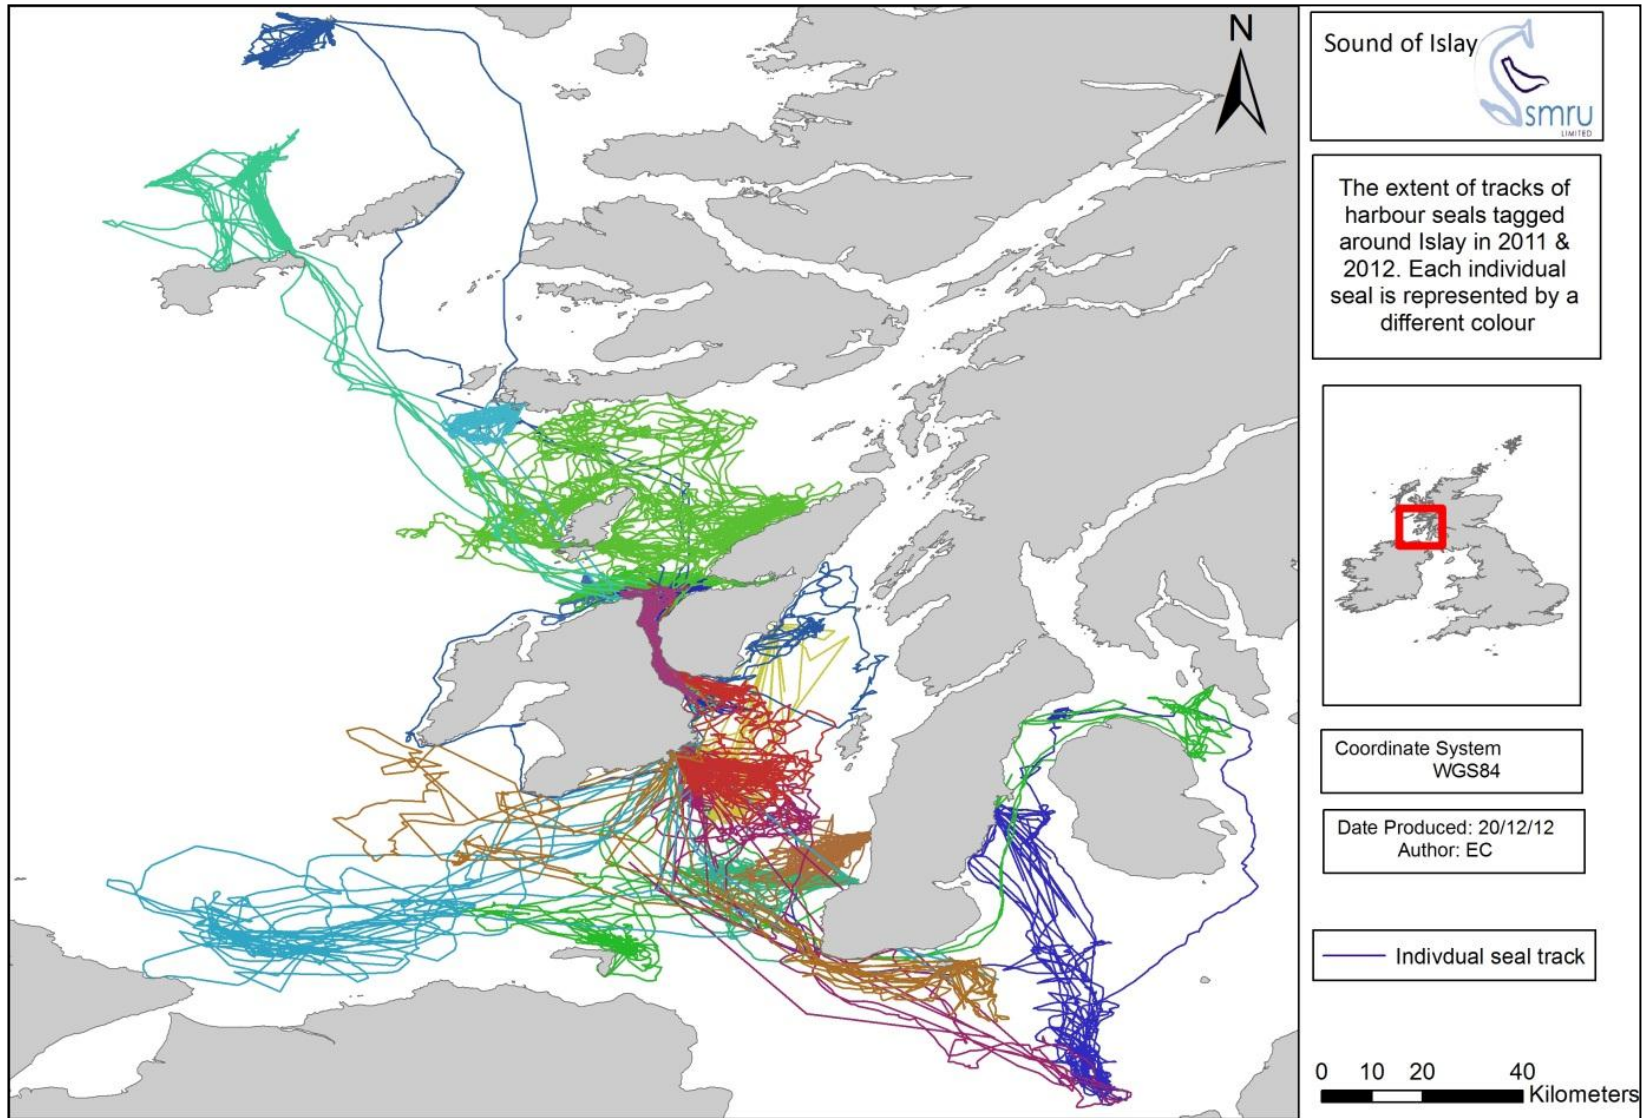 N
Sound of Islay
smru
LIMITED
The extent of tracks of
harbour seals tagged
around Islay in 2011 &
2012. Each individual
seal is represented by a
different colour
Coordinate System
WGS84
Date Produced: 20/12/12
Author: EC
Indivdual seal track
0 10 20 40
Kilometers